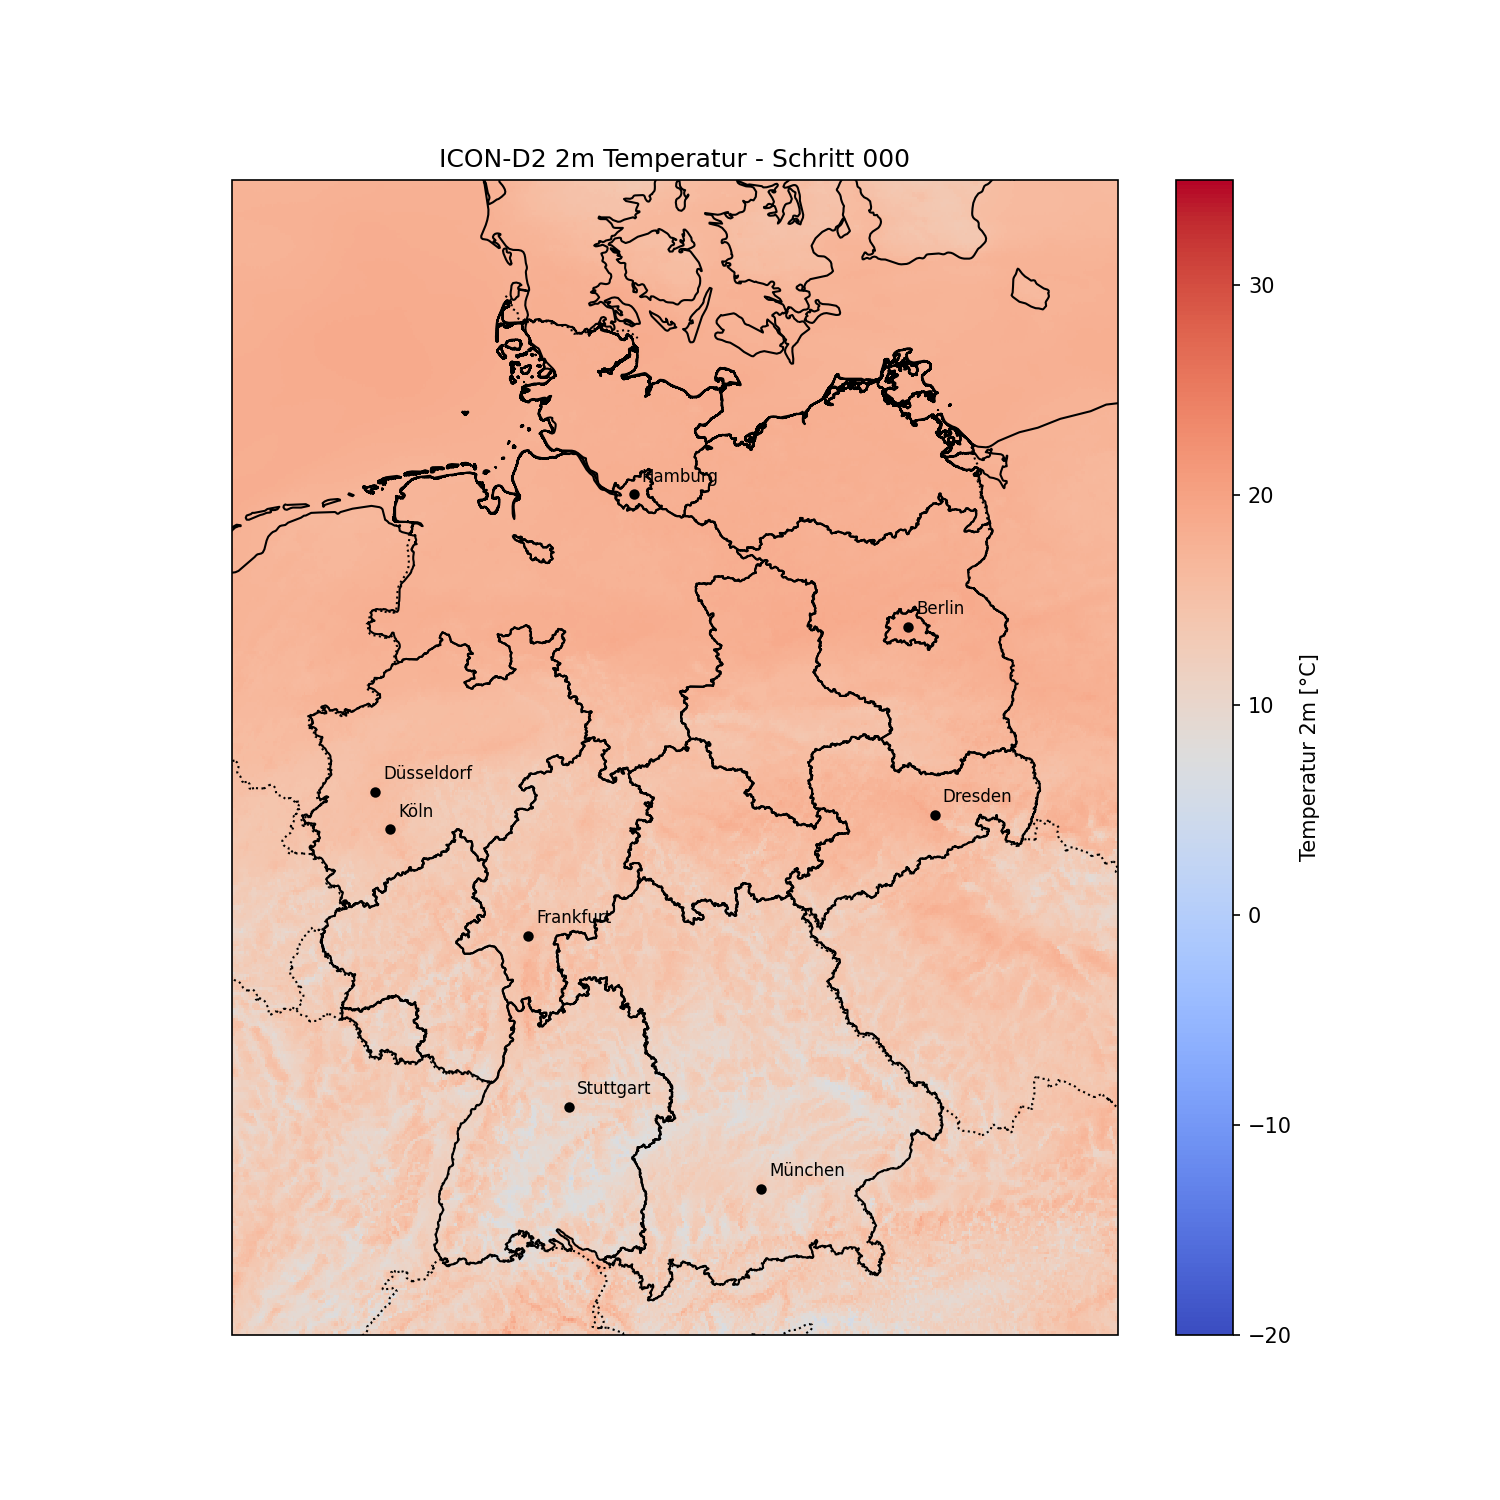 ICON-D2 2m Temperatur - Schritt 000
Hamburg
Berlin
Düsseldorf
Köln
Dresden
Frankfurt
Stuttgart
München
30
20
10
0
−10
−20
Temperatur 2m [°C]